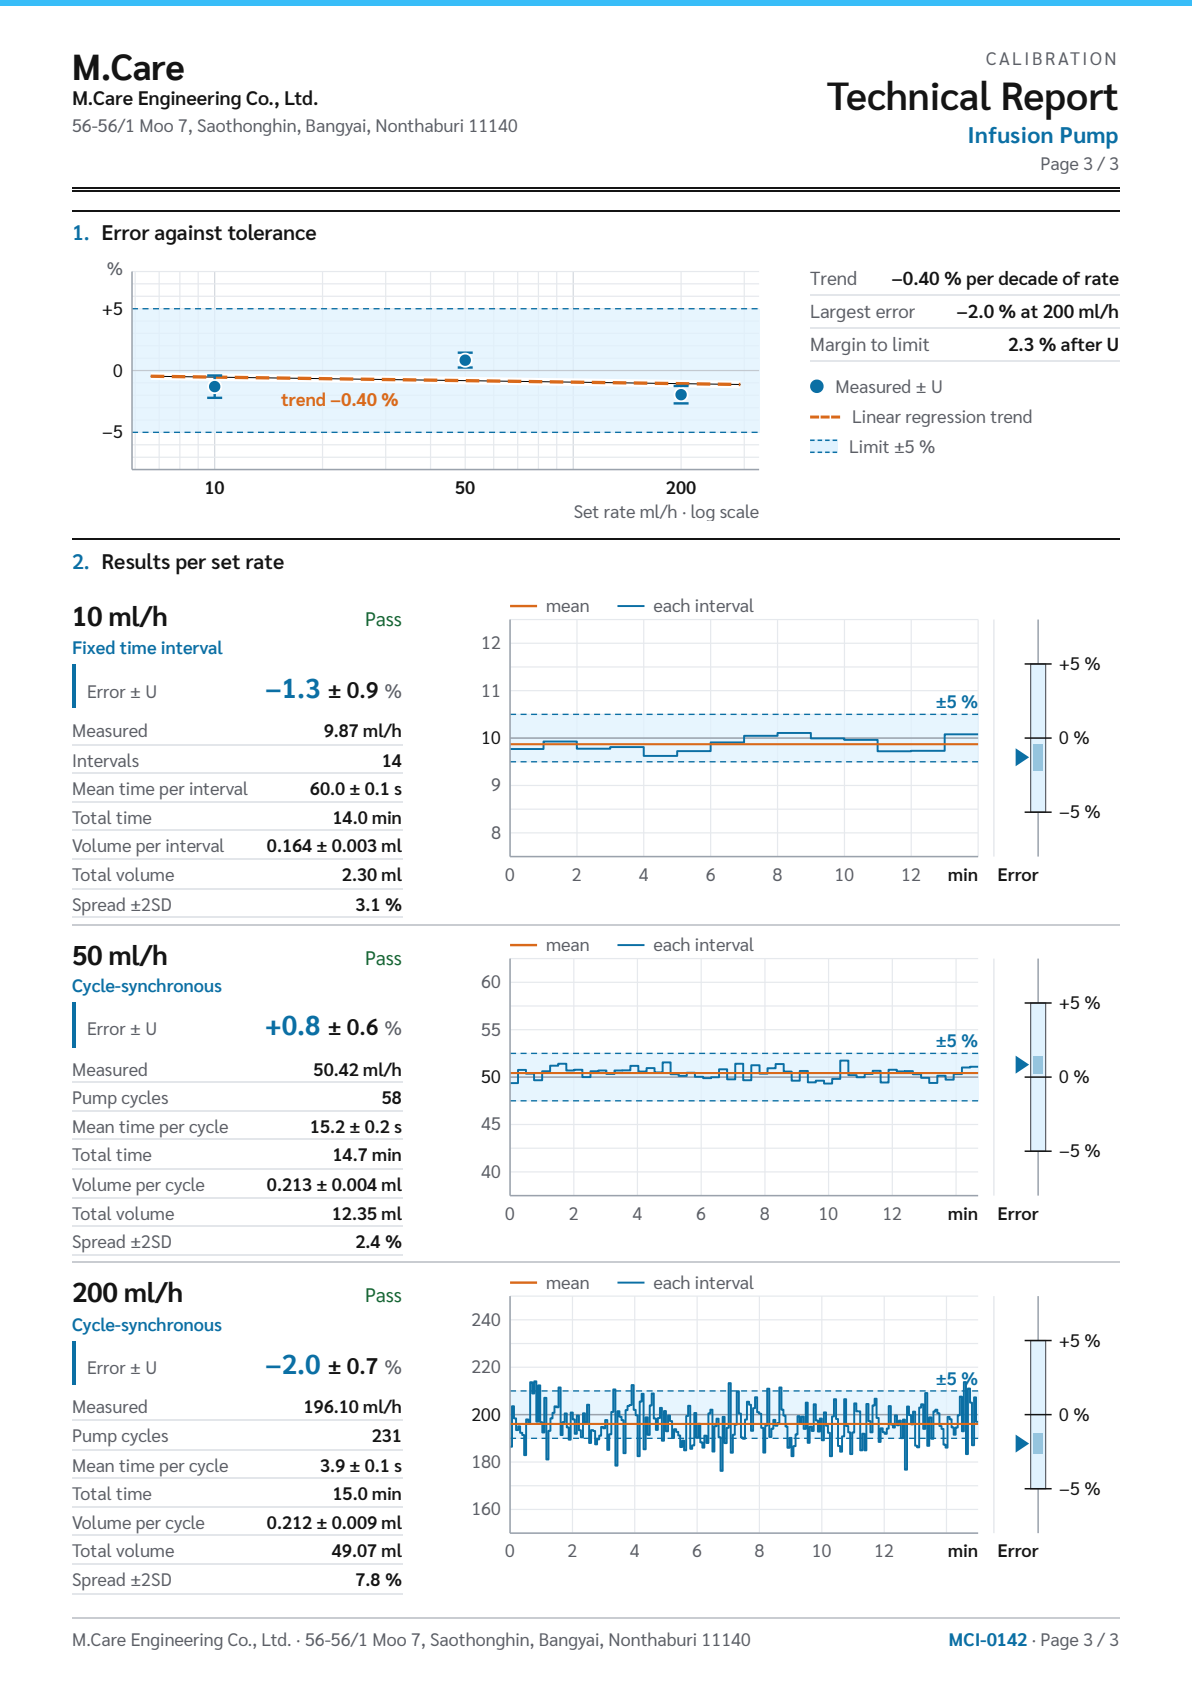 M.Care
M.Care Engineering Co., Ltd.
56-56/1 Moo 7, Saothonghin, Bangyai, Nonthaburi 11140
CALIBRATION
Technical Report
Infusion Pump
Page 3 / 3
1. Error against tolerance
%
+5
0
−5
trend −0.40 %
10 50 200
Set rate ml/h · log scale
Trend −0.40 % per decade of rate
Largest error −2.0 % at 200 ml/h
Margin to limit 2.3 % after U
Measured ± U
Linear regression trend
Limit ±5 %
2. Results per set rate
10 ml/h Pass
Fixed time interval
Error ± U −1.3 ± 0.9 %
Measured 9.87 ml/h
Intervals 14
Mean time per interval 60.0 ± 0.1 s
Total time 14.0 min
Volume per interval 0.164 ± 0.003 ml
Total volume 2.30 ml
Spread ±2SD 3.1 %
mean each interval
12
11
10
9
8
±5 %
0 2 4 6 8 10 12 min
+5 %
0 %
−5 %
Error
50 ml/h Pass
Cycle-synchronous
Error ± U +0.8 ± 0.6 %
Measured 50.42 ml/h
Pump cycles 58
Mean time per cycle 15.2 ± 0.2 s
Total time 14.7 min
Volume per cycle 0.213 ± 0.004 ml
Total volume 12.35 ml
Spread ±2SD 2.4 %
mean each interval
60
55
50
45
40
±5 %
0 2 4 6 8 10 12 min
+5 %
0 %
−5 %
Error
200 ml/h Pass
Cycle-synchronous
Error ± U −2.0 ± 0.7 %
Measured 196.10 ml/h
Pump cycles 231
Mean time per cycle 3.9 ± 0.1 s
Total time 15.0 min
Volume per cycle 0.212 ± 0.009 ml
Total volume 49.07 ml
Spread ±2SD 7.8 %
mean each interval
240
220
200
180
160
±5 %
0 2 4 6 8 10 12 min
+5 %
0 %
−5 %
Error
M.Care Engineering Co., Ltd. · 56-56/1 Moo 7, Saothonghin, Bangyai, Nonthaburi 11140
MCI-0142 · Page 3 / 3